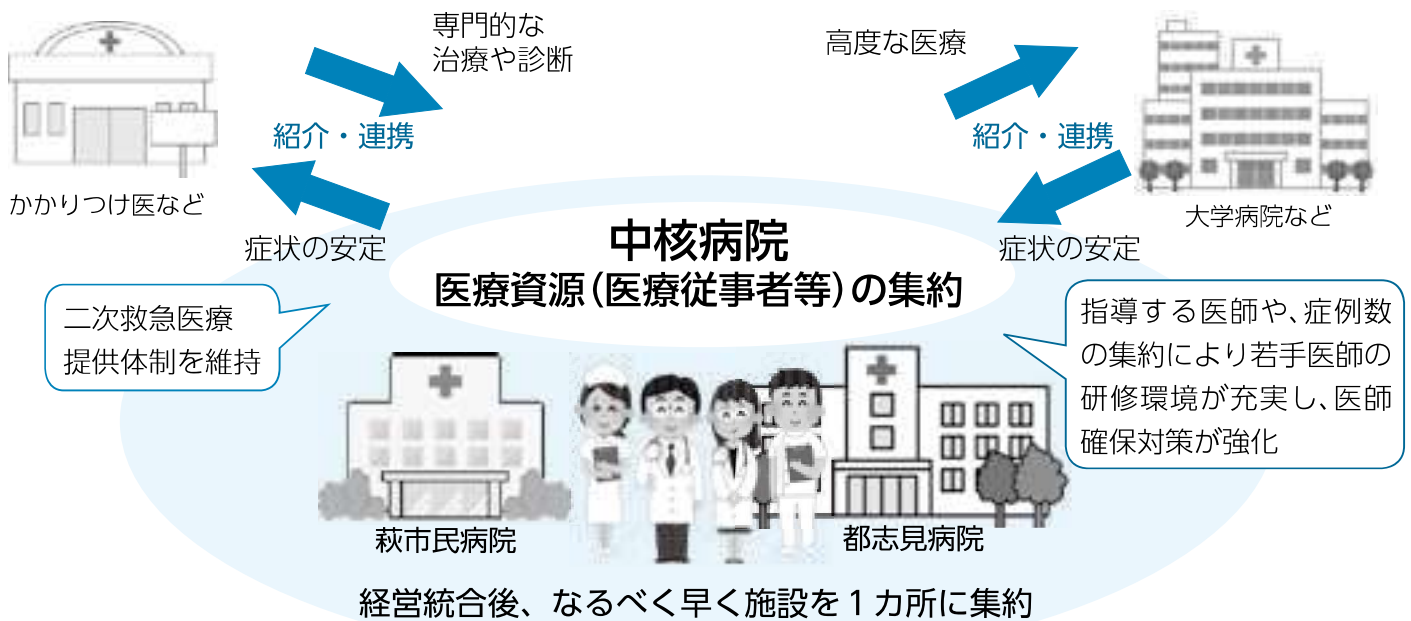 専門的な
治療や診断
高度な医療
紹介・連携
紹介・連携
かかりつけ医など
大学病院など
症状の安定
症状の安定
中核病院
医療資源(医療従事者等)の集約
二次救急医療
提供体制を維持
指導する医師や、症例数
の集約により若手医師の
研修環境が充実し、医師
確保対策が強化
萩市民病院
都志見病院
経営統合後、なるべく早く施設を1カ所に集約